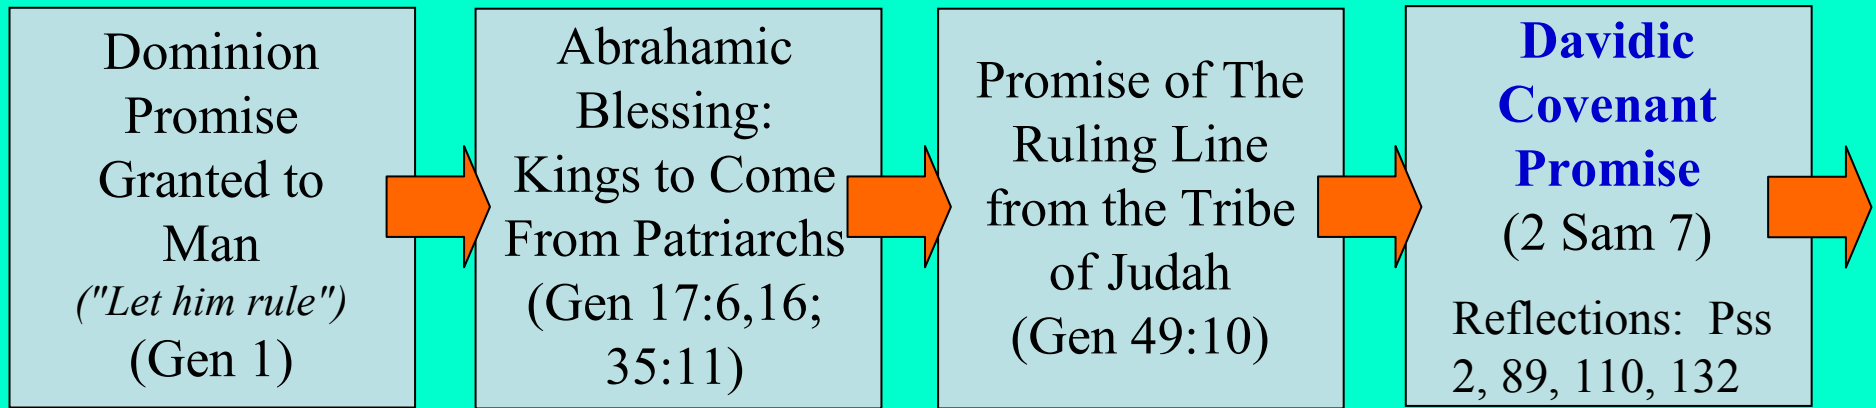 Dominion
Promise
Granted to
Man
("Let him rule")
(Gen 1)
Abrahamic
Blessing:
Kings to Come
From Patriarchs
(Gen 17:6,16;
35:11)
Promise of The
Ruling Line
from the Tribe
of Judah
(Gen 49:10)
Davidic
Covenant
Promise
(2 Sam 7)
Reflections:  Pss
2, 89, 110, 132